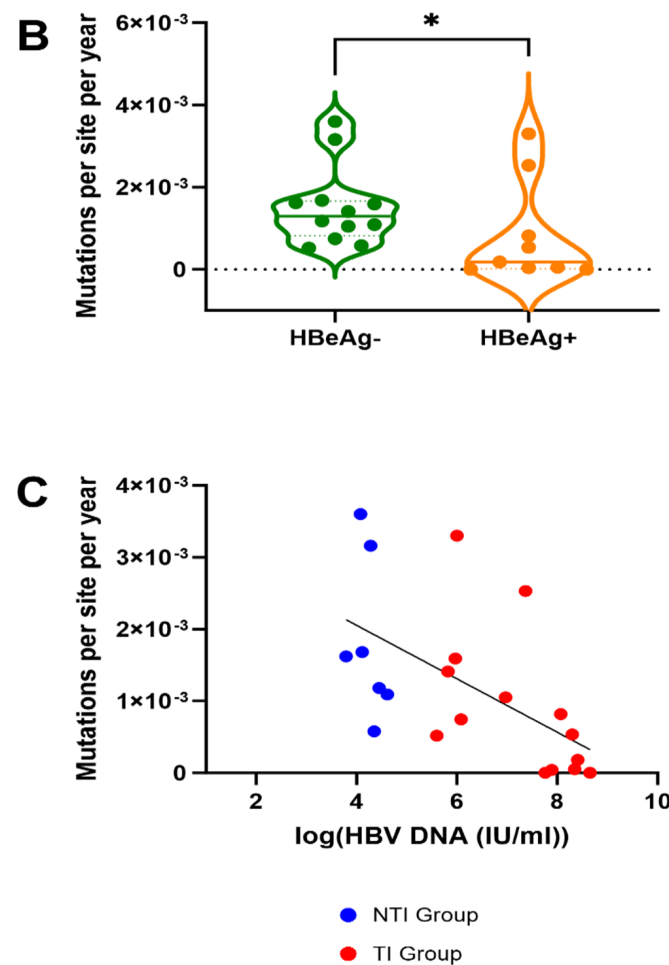 B
Mutations per site per year
6×10-3
4×10-3
2×10-3
0
*
HBeAg-
HBeAg+
C
Mutations per site per year
4×10-3
3×10-3
2×10-3
1×10-3
0
2
4
6
8
10
log(HBV DNA (IU/ml))
NTI Group
TI Group